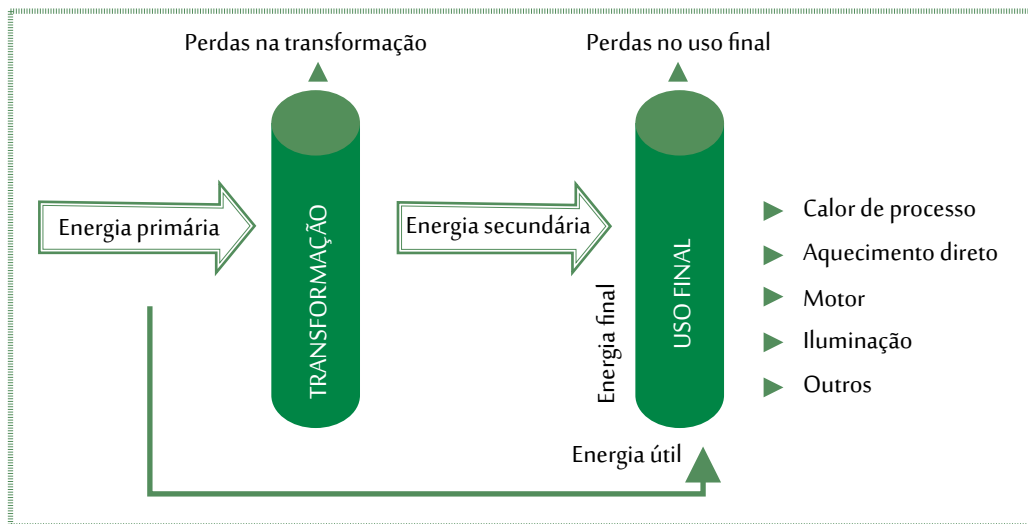 Perdas na transformação
Perdas no uso final
Energia primária
TRANSFORMAÇÃO
Energia secundária
Energia final
USO FINAL
Calor de processo
Aquecimento direto
Motor
Iluminação
Outros
Energia útil